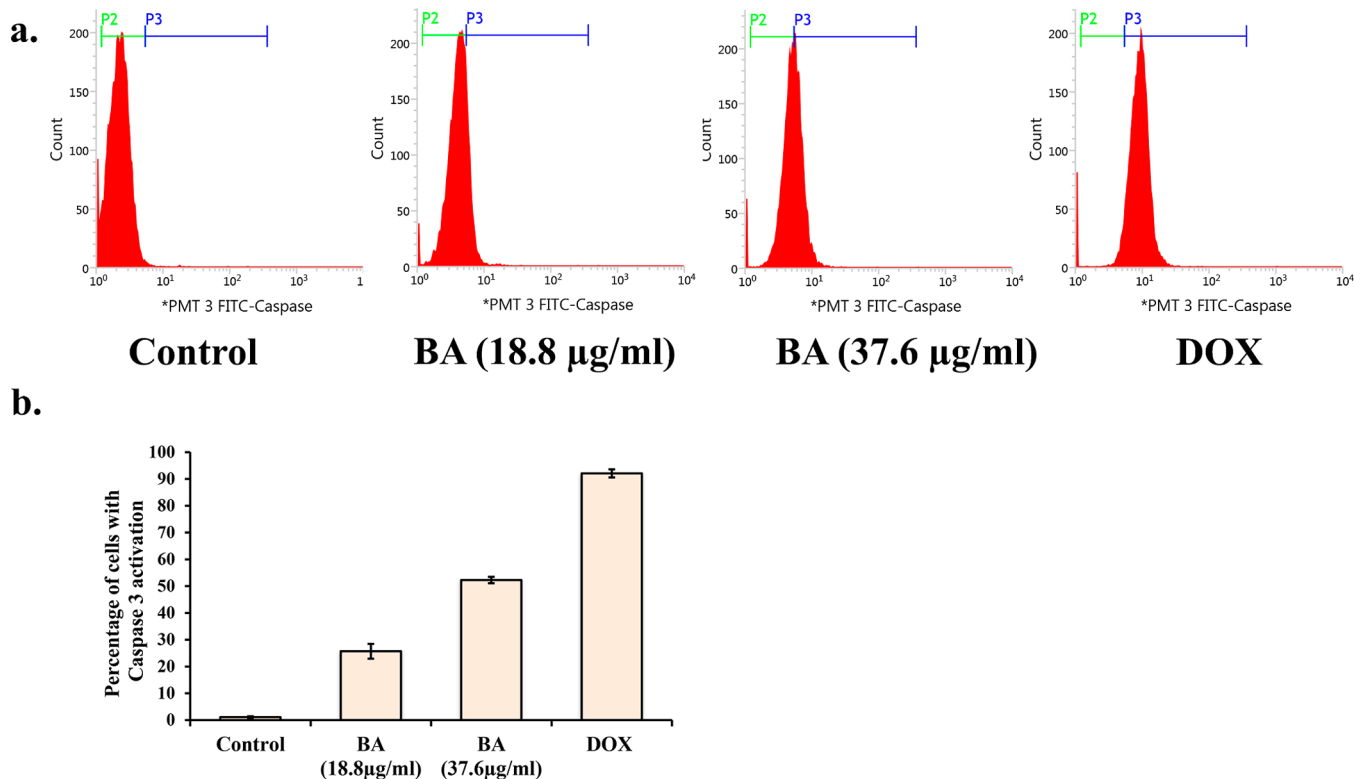 a.
P2 P3
200
150
100
50
0
Count
10⁰ 10¹ 10² 10³ 1
*PMT 3 FITC-Caspase
Control
P2 P3
200
150
100
50
0
Count
10⁰ 10¹ 10² 10³ 10⁴
*PMT 3 FITC-Caspase
BA (18.8 µg/ml)
P2 P3
200
150
100
50
0
Count
10⁰ 10¹ 10² 10³ 10⁴
*PMT 3 FITC-Caspase
BA (37.6 µg/ml)
P2 P3
200
150
100
50
0
Count
10⁰ 10¹ 10² 10³ 10⁴
*PMT 3 FITC-Caspase
DOX
b.
Percentage of cells with
Caspase 3 activation
100
90
80
70
60
50
40
30
20
10
0
Control
BA
(18.8µg/ml)
BA
(37.6µg/ml)
DOX